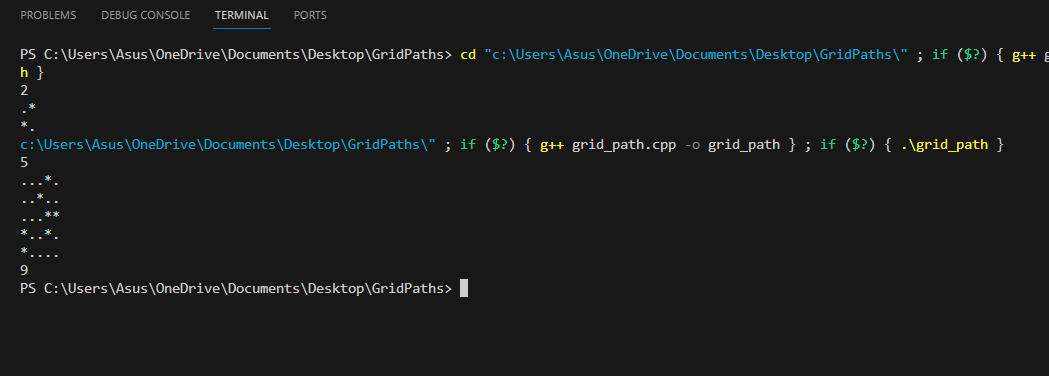 PROBLEMS DEBUG CONSOLE TERMINAL PORTS
PS C:\Users\Asus\OneDrive\Documents\Desktop\GridPaths> cd "c:\Users\Asus\OneDrive\Documents\Desktop\GridPaths\" ; if ($?) { g++ g
h }
2
.*
*.
c:\Users\Asus\OneDrive\Documents\Desktop\GridPaths\" ; if ($?) { g++ grid_path.cpp -o grid_path } ; if ($?) { .\grid_path }
5
...*.
..*..
...**
*..*.
*....
9
PS C:\Users\Asus\OneDrive\Documents\Desktop\GridPaths>